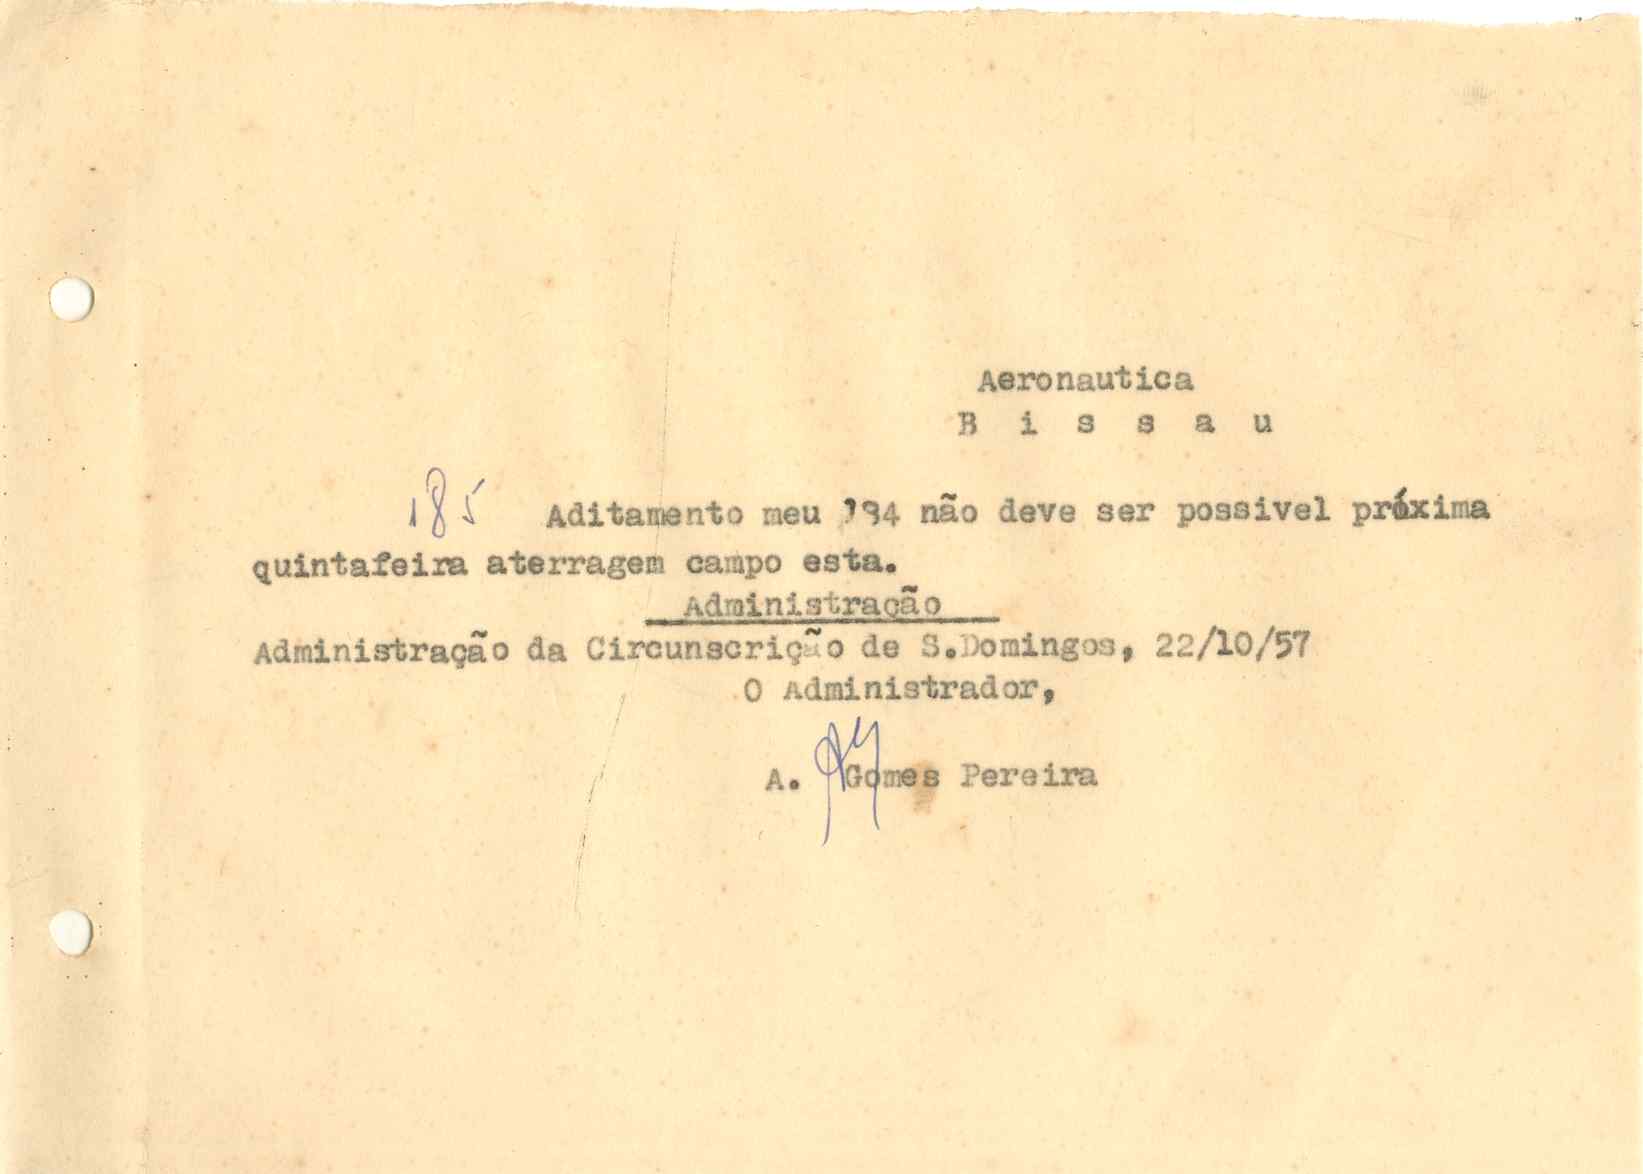 Aeronautica
B i s s a u
185 Aditamento meu 184 não deve ser possivel próxima
quintafeira aterragem campo esta.
Administração
Administração da Circunscrição de S.Domingos, 22/10/57
O Administrador,
A. Gomes Pereira